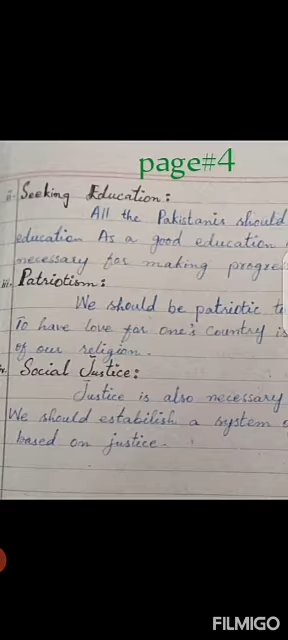 page#4
ii. Seeking Education:
All the Pakistanis should
education As a good education
necessary for making progre
iii. Patriotism:
We should be patriotic to
To have love for one's country is
of our religion.
Social Justice:
Justice is also necessary
We should estabilish a system o
based on justice.
FILMIGO